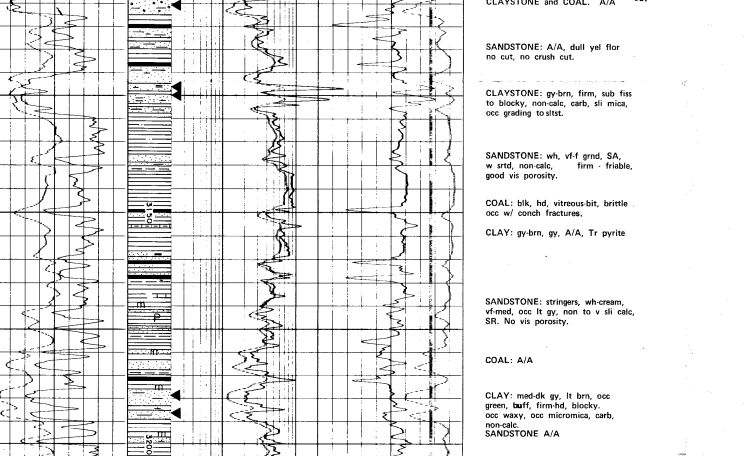 CLAYSTONE and COAL. A/A
SANDSTONE: A/A, dull yel flor
no cut, no crush cut.
CLAYSTONE: gy-brn, firm, sub fiss
to blocky, non-calc, carb, sli mica,
occ grading to sltst.
SANDSTONE: wh, vf-f grnd, SA,
w srtd, non-calc, firm - friable,
good vis porosity.
3150
COAL: blk, hd, vitreous-bit, brittle
occ w/ conch fractures,
CLAY: gy-brn, gy, A/A, Tr pyrite
m
p
SANDSTONE: stringers, wh-cream,
vf-med, occ lt gy, non to v sli calc,
SR. No vis porosity.
m
COAL: A/A
m
CLAY: med-dk gy, lt brn, occ
green, buff, firm-hd, blocky.
occ waxy, occ micromica, carb,
non-calc.
SANDSTONE A/A
m
3200